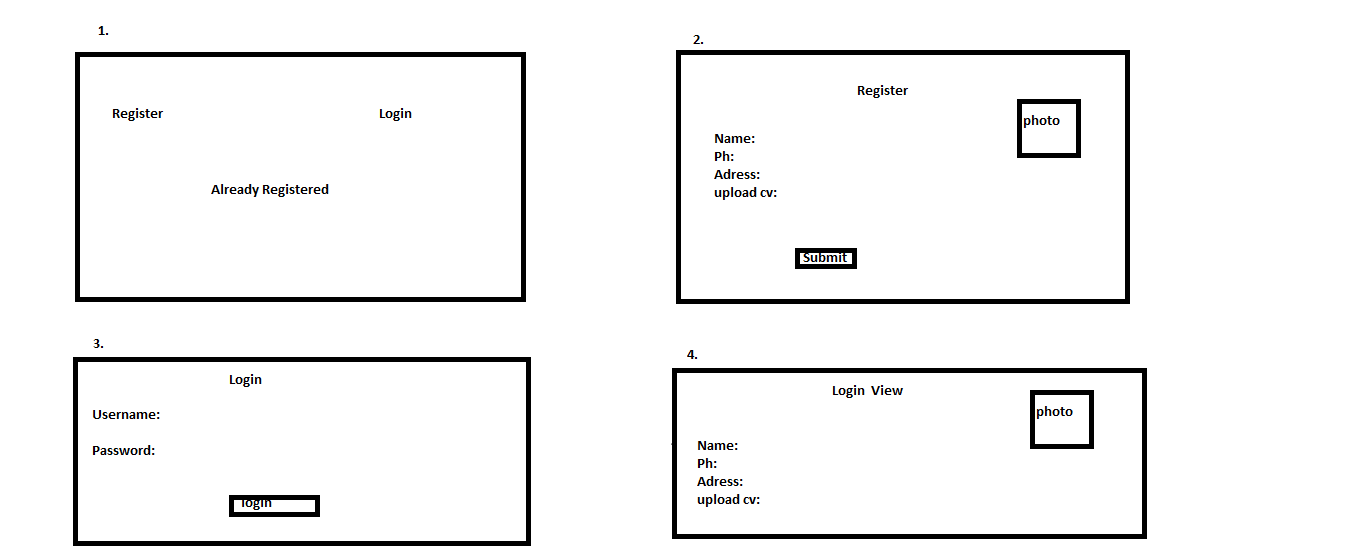 1.
Register Login
Already Registered
2.
Register
photo
Name:
Ph:
Adress:
upload cv:
Submit
3.
Login
Username:
Password:
login
4.
Login View
photo
Name:
Ph:
Adress:
upload cv: